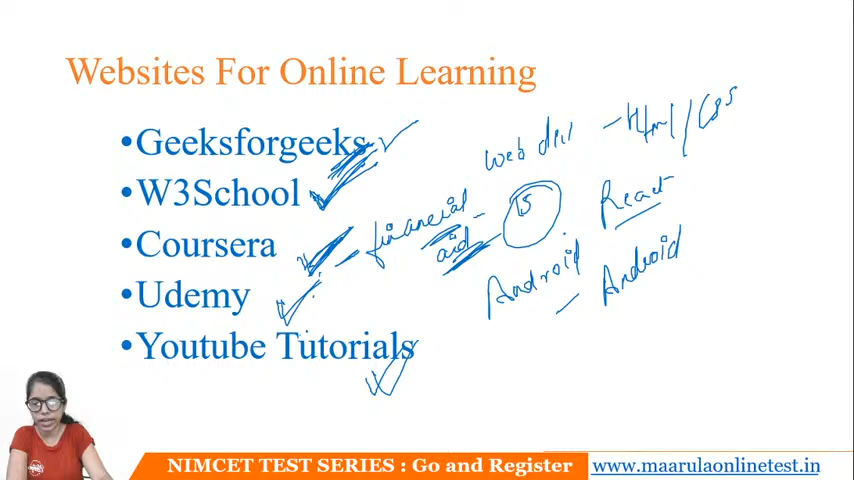 Websites For Online Learning
•Geeksforgeeks
web dev – Html/CSS
•W3School
financial aid – 15
React
•Coursera
•Udemy
Android – Android
•Youtube Tutorials
NIMCET TEST SERIES : Go and Register
www.maarulaonlinetest.in